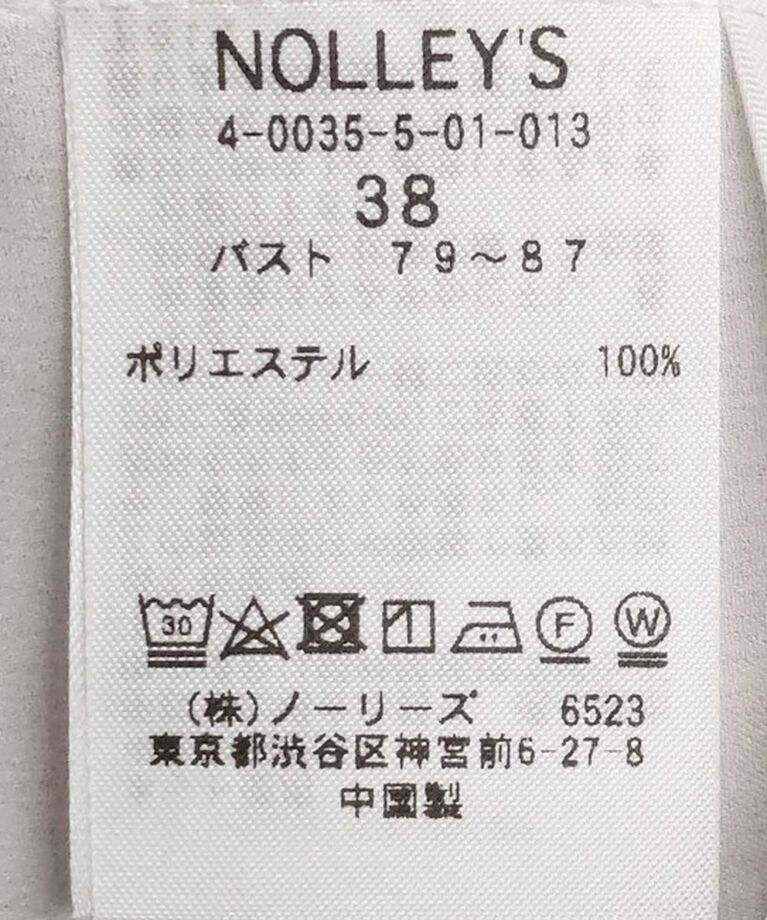 NOLLEY'S
4-0035-5-01-013
38
バスト 79～87
ポリエステル 100%
30 F W
(株)ノーリーズ 6523
東京都渋谷区神宮前6-27-8
中國製